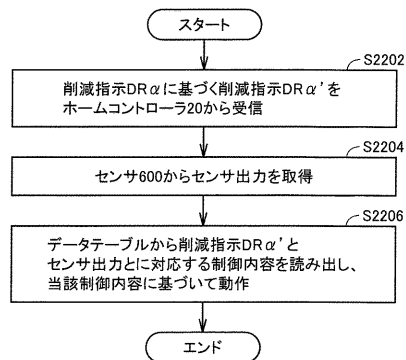 スタート
S2202
削減指示DRαに基づく削減指示DRα'を
ホームコントローラ20から受信
S2204
センサ600からセンサ出力を取得
S2206
データテーブルから削減指示DRα'と
センサ出力とに対応する制御内容を読み出し、
当該制御内容に基づいて動作
エンド